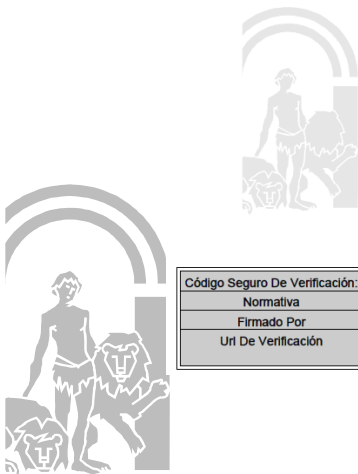 Código Seguro De Verificación:
Normativa
Firmado Por
Url De Verificación